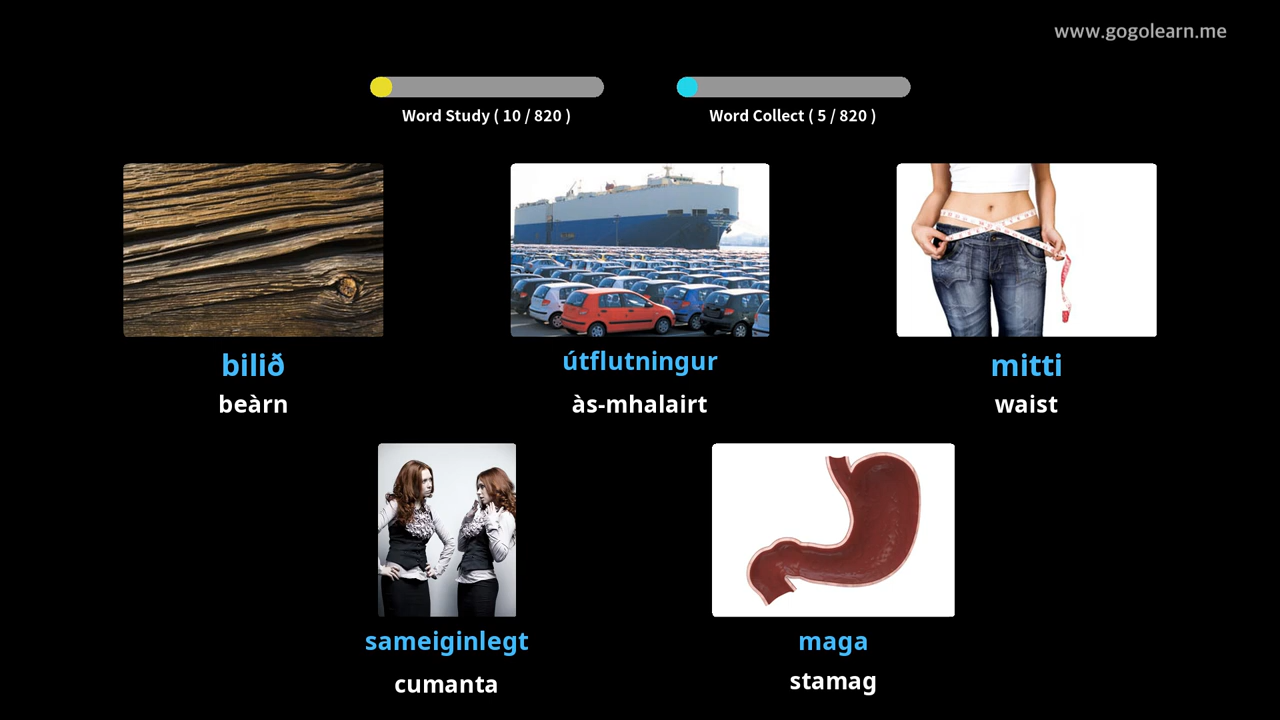 www.gogolearn.me
Word Study ( 10 / 820 )
Word Collect ( 5 / 820 )
bilið
útflutningur
mitti
beàrn
às-mhalairt
waist
sameiginlegt
maga
cumanta
stamag